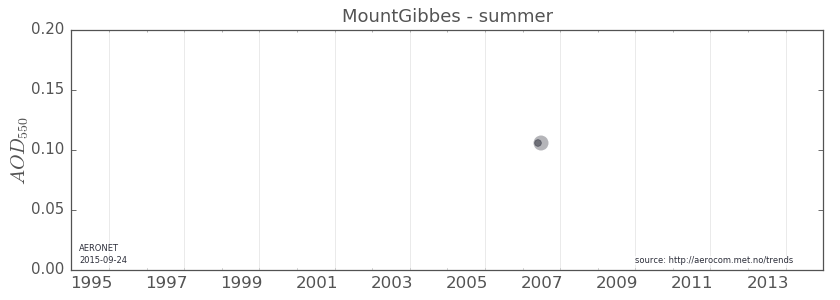 MountGibbes - summer
0.20
0.15
0.10
0.05
0.00
AOD550
AERONET
2015-09-24
source: http://aerocom.met.no/trends
1995 1997 1999 2001 2003 2005 2007 2009 2011 2013